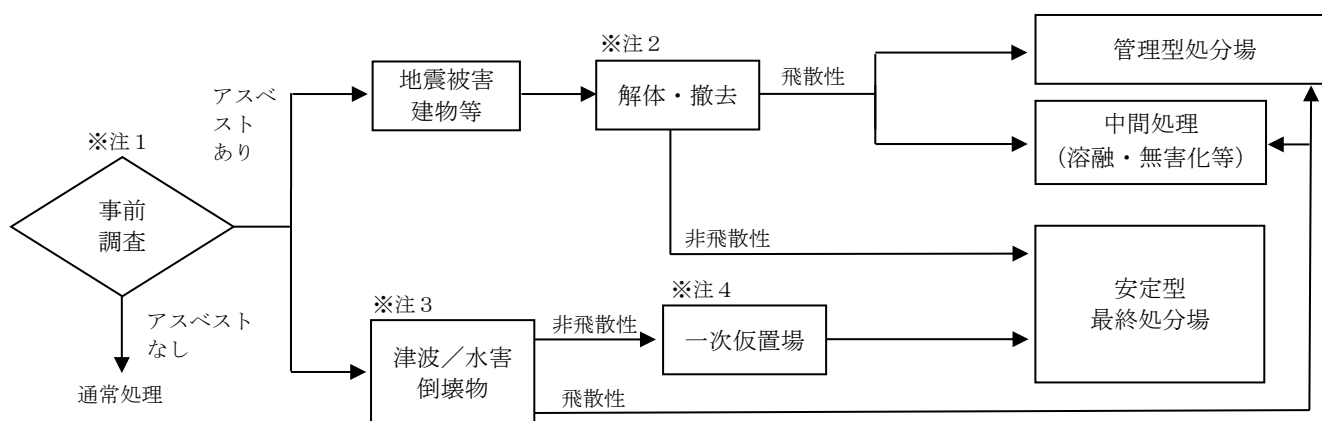 ※注１
事前
調査
アスベ
スト
あり
アスベスト
なし
通常処理
地震被害
建物等
※注２
解体・撤去
飛散性
管理型処分場
中間処理
（溶融・無害化等）
非飛散性
安定型
最終処分場
※注３
津波／水害
倒壊物
非飛散性
※注４
一次仮置場
飛散性